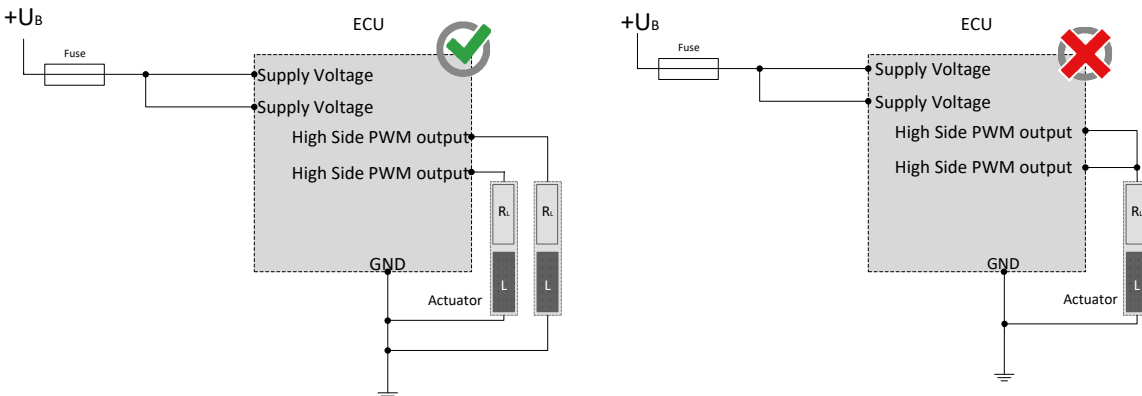 +UB
Fuse
ECU
Supply Voltage
Supply Voltage
High Side PWM output
High Side PWM output
RL
RL
GND
L
L
Actuator
+UB
Fuse
ECU
Supply Voltage
Supply Voltage
High Side PWM output
High Side PWM output
RL
GND
L
Actuator